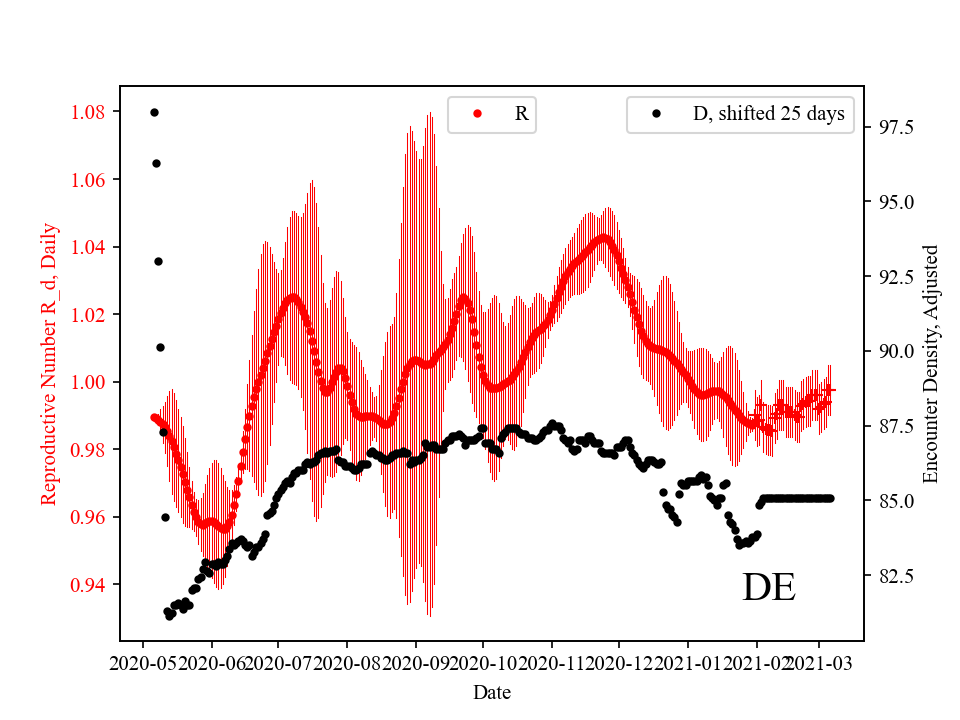 R
D, shifted 25 days
1.08
1.06
1.04
1.02
1.00
0.98
0.96
0.94
Reproductive Number R_d, Daily
97.5
95.0
92.5
90.0
87.5
85.0
82.5
Encounter Density, Adjusted
DE
2020-05 2020-06 2020-07 2020-08 2020-09 2020-10 2020-11 2020-12 2021-01 2021-02 2021-03
Date